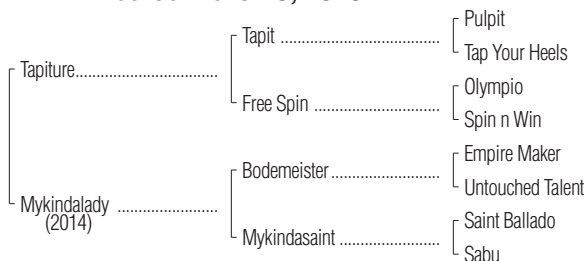 Pulpit
Tapit
Tap Your Heels
Tapiture
Olympio
Free Spin
Spin n Win
Empire Maker
Bodemeister
Untouched Talent
Mykindalady
(2014)
Saint Ballado
Mykindasaint
Sabu